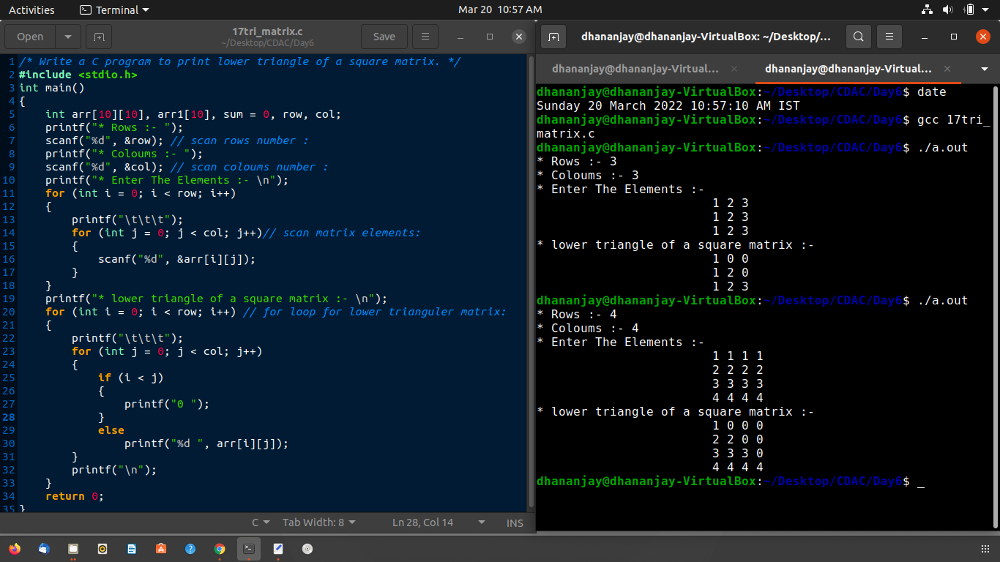 Activities Terminal Mar 20 10:57 AM
Open 17tri_matrix.c Save
~/Desktop/CDAC/Day6
1 /* Write a C program to print lower triangle of a square matrix. */
2 #include <stdio.h>
3 int main()
4 {
5     int arr[10][10], arr1[10], sum = 0, row, col;
6     printf("* Rows :- ");
7     scanf("%d", &row); // scan rows number :
8     printf("* Coloums :- ");
9     scanf("%d", &col); // scan coloums number :
10     printf("* Enter The Elements :- \n");
11     for (int i = 0; i < row; i++)
12     {
13         printf("\t\t\t");
14         for (int j = 0; j < col; j++)// scan matrix elements:
15         {
16             scanf("%d", &arr[i][j]);
17         }
18     }
19     printf("* lower triangle of a square matrix :- \n");
20     for (int i = 0; i < row; i++) // for loop for lower trianguler matrix:
21     {
22         printf("\t\t\t");
23         for (int j = 0; j < col; j++)
24         {
25             if (i < j)
26             {
27                 printf("0 ");
28             }
29             else
30                 printf("%d ", arr[i][j]);
31         }
32         printf("\n");
33     }
34     return 0;
35 }
C Tab Width: 8 Ln 28, Col 14 INS
dhananjay@dhananjay-VirtualBox: ~/Desktop/...
dhananjay@dhananjay-Virtual... dhananjay@dhananjay-Virtual...
dhananjay@dhananjay-VirtualBox:~/Desktop/CDAC/Day6$ date
Sunday 20 March 2022 10:57:10 AM IST
dhananjay@dhananjay-VirtualBox:~/Desktop/CDAC/Day6$ gcc 17tri_
matrix.c
dhananjay@dhananjay-VirtualBox:~/Desktop/CDAC/Day6$ ./a.out
* Rows :- 3
* Coloums :- 3
* Enter The Elements :-
1 2 3
1 2 3
1 2 3
* lower triangle of a square matrix :-
1 0 0
1 2 0
1 2 3
dhananjay@dhananjay-VirtualBox:~/Desktop/CDAC/Day6$ ./a.out
* Rows :- 4
* Coloums :- 4
* Enter The Elements :-
1 1 1 1
2 2 2 2
3 3 3 3
4 4 4 4
* lower triangle of a square matrix :-
1 0 0 0
2 2 0 0
3 3 3 0
4 4 4 4
dhananjay@dhananjay-VirtualBox:~/Desktop/CDAC/Day6$ _